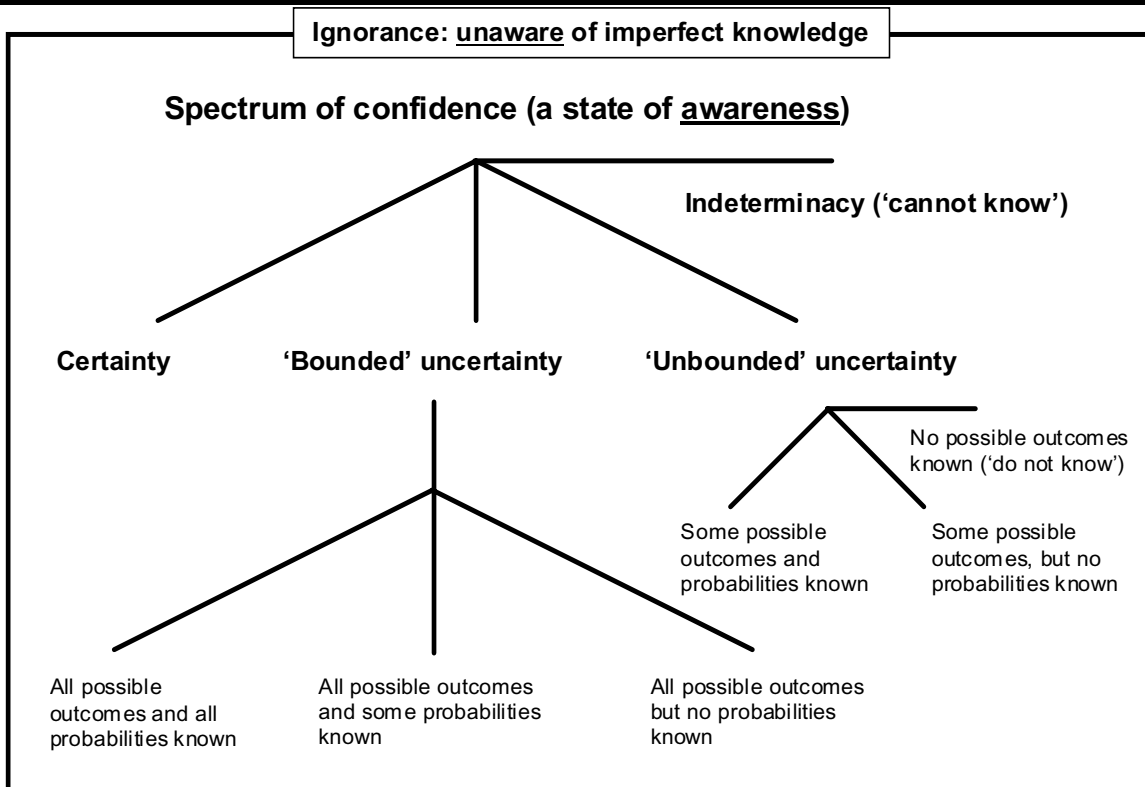 Ignorance: unaware of imperfect knowledge
Spectrum of confidence (a state of awareness)
Indeterminacy (‘cannot know’)
Certainty
‘Bounded’ uncertainty
‘Unbounded’ uncertainty
No possible outcomes
known (‘do not know’)
Some possible
outcomes and
probabilities known
Some possible
outcomes, but no
probabilities known
All possible
outcomes and all
probabilities known
All possible outcomes
and some probabilities
known
All possible outcomes
but no probabilities
known